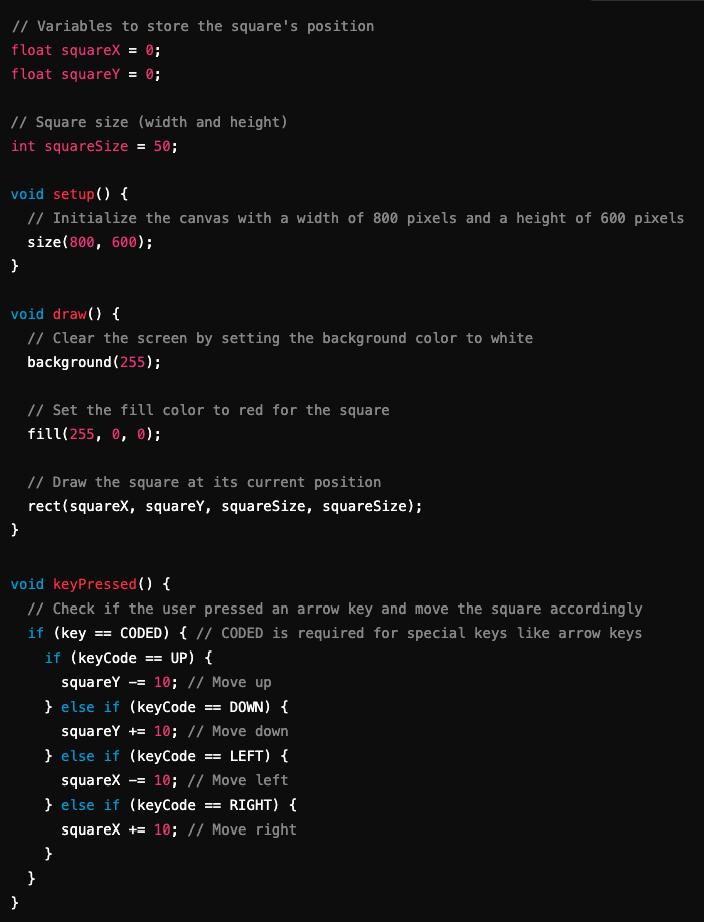 // Variables to store the square's position
float squareX = 0;
float squareY = 0;

// Square size (width and height)
int squareSize = 50;

void setup() {
  // Initialize the canvas with a width of 800 pixels and a height of 600 pixels
  size(800, 600);
}

void draw() {
  // Clear the screen by setting the background color to white
  background(255);

  // Set the fill color to red for the square
  fill(255, 0, 0);

  // Draw the square at its current position
  rect(squareX, squareY, squareSize, squareSize);
}

void keyPressed() {
  // Check if the user pressed an arrow key and move the square accordingly
  if (key == CODED) { // CODED is required for special keys like arrow keys
    if (keyCode == UP) {
      squareY -= 10; // Move up
    } else if (keyCode == DOWN) {
      squareY += 10; // Move down
    } else if (keyCode == LEFT) {
      squareX -= 10; // Move left
    } else if (keyCode == RIGHT) {
      squareX += 10; // Move right
    }
  }
}